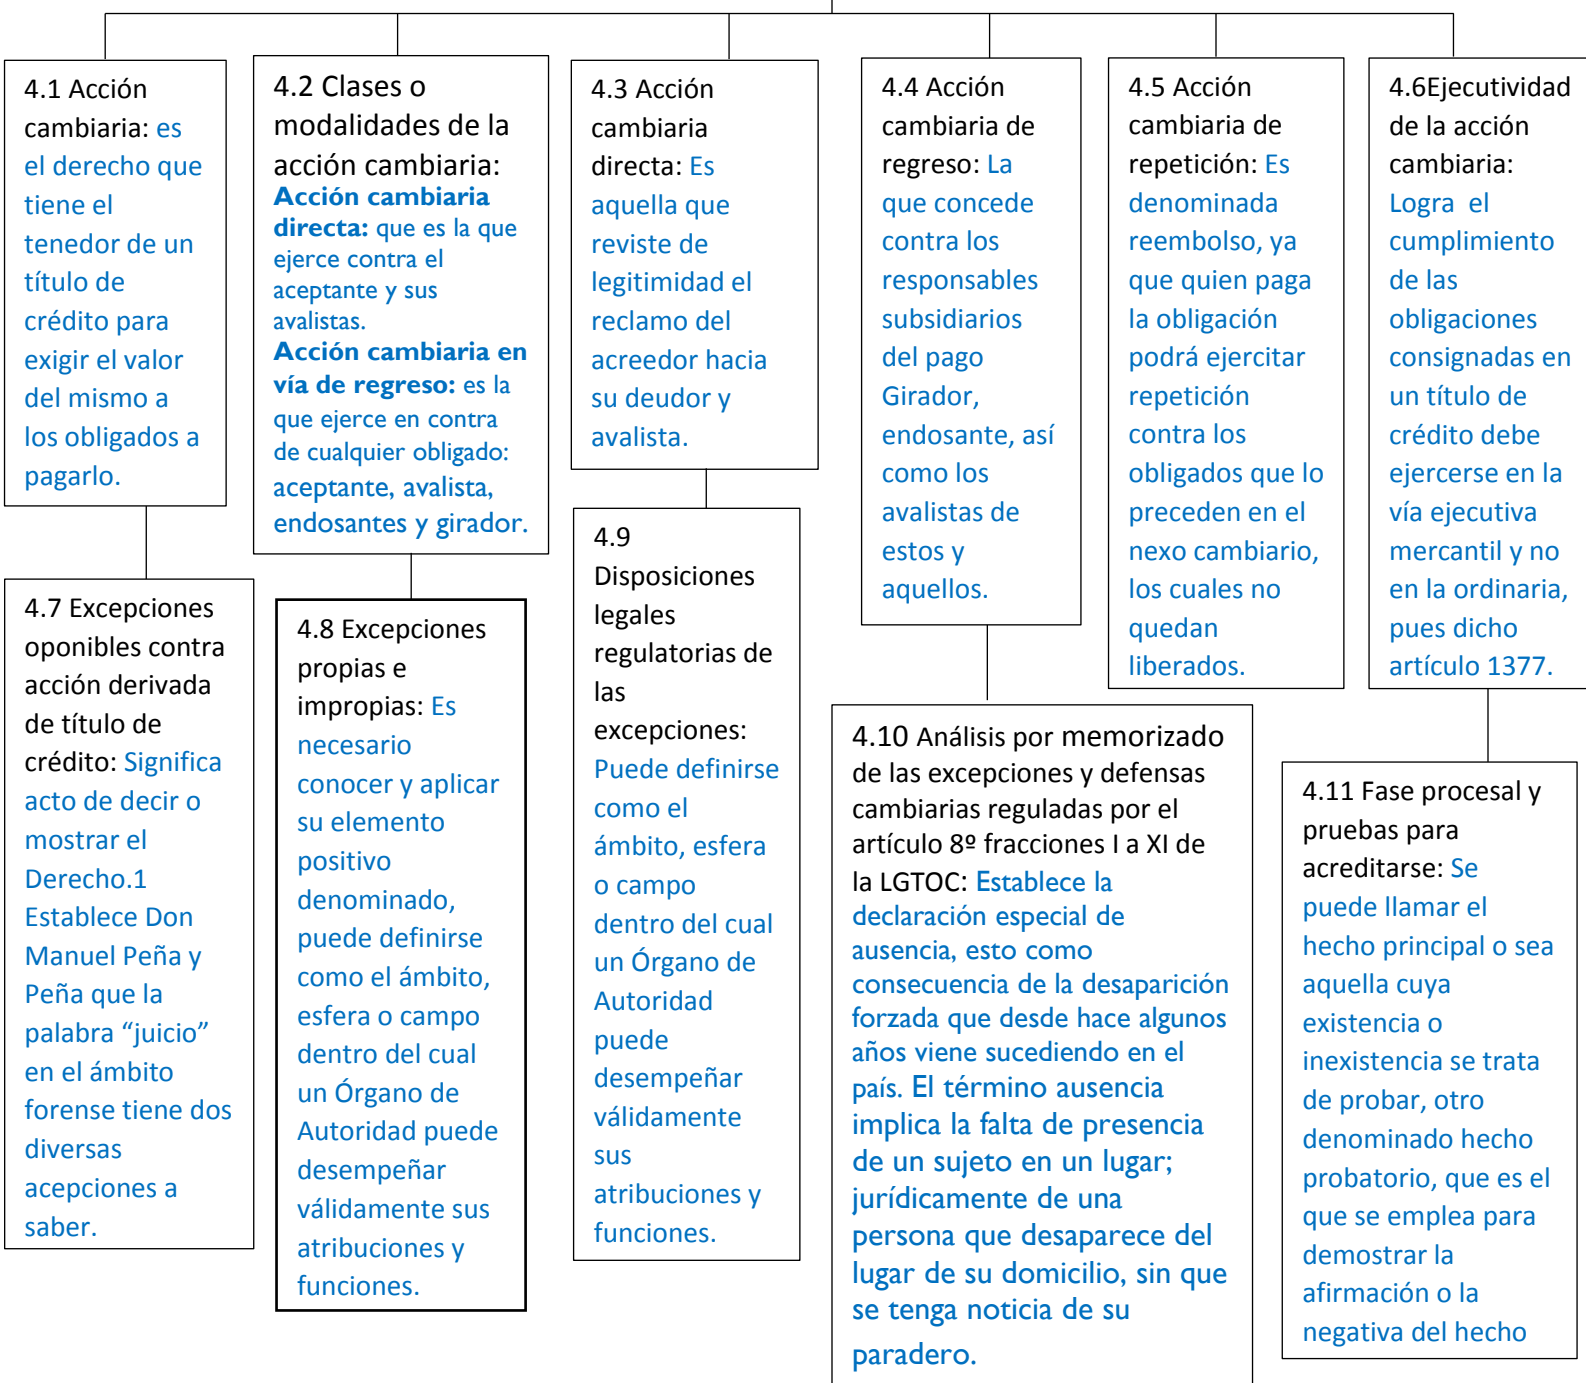 4.1 Acción
cambiaria: es
el derecho que
tiene el
tenedor de un
título de
crédito para
exigir el valor
del mismo a
los obligados a
pagarlo.
4.2 Clases o
modalidades de la
acción cambiaria:
Acción cambiaria
directa: que es la que
ejerce contra el
aceptante y sus
avalistas.
Acción cambiaria en
vía de regreso: es la
que ejerce en contra
de cualquier obligado:
aceptante, avalista,
endosantes y girador.
4.3 Acción
cambiaria
directa: Es
aquella que
reviste de
legitimidad el
reclamo del
acreedor hacia
su deudor y
avalista.
4.4 Acción
cambiaria de
regreso: La
que concede
contra los
responsables
subsidiarios
del pago
Girador,
endosante, así
como los
avalistas de
estos y
aquellos.
4.5 Acción
cambiaria de
repetición: Es
denominada
reembolso, ya
que quien paga
la obligación
podrá ejercitar
repetición
contra los
obligados que lo
preceden en el
nexo cambiario,
los cuales no
quedan
liberados.
4.6Ejecutividad
de la acción
cambiaria:
Logra  el
cumplimiento
de las
obligaciones
consignadas en
un título de
crédito debe
ejercerse en la
vía ejecutiva
mercantil y no
en la ordinaria,
pues dicho
artículo 1377.
4.7 Excepciones
oponibles contra
acción derivada
de título de
crédito: Significa
acto de decir o
mostrar el
Derecho.1
Establece Don
Manuel Peña y
Peña que la
palabra “juicio”
en el ámbito
forense tiene dos
diversas
acepciones a
saber.
4.8 Excepciones
propias e
impropias: Es
necesario
conocer y aplicar
su elemento
positivo
denominado,
puede definirse
como el ámbito,
esfera o campo
dentro del cual
un Órgano de
Autoridad puede
desempeñar
válidamente sus
atribuciones y
funciones.
4.9
Disposiciones
legales
regulatorias de
las
excepciones:
Puede definirse
como el
ámbito, esfera
o campo
dentro del cual
un Órgano de
Autoridad
puede
desempeñar
válidamente
sus
atribuciones y
funciones.
4.10 Análisis por memorizado
de las excepciones y defensas
cambiarias reguladas por el
artículo 8º fracciones I a XI de
la LGTOC: Establece la
declaración especial de
ausencia, esto como
consecuencia de la desaparición
forzada que desde hace algunos
años viene sucediendo en el
país. El término ausencia
implica la falta de presencia
de un sujeto en un lugar;
jurídicamente de una
persona que desaparece del
lugar de su domicilio, sin que
se tenga noticia de su
paradero.
4.11 Fase procesal y
pruebas para
acreditarse: Se
puede llamar el
hecho principal o sea
aquella cuya
existencia o
inexistencia se trata
de probar, otro
denominado hecho
probatorio, que es el
que se emplea para
demostrar la
afirmación o la
negativa del hecho